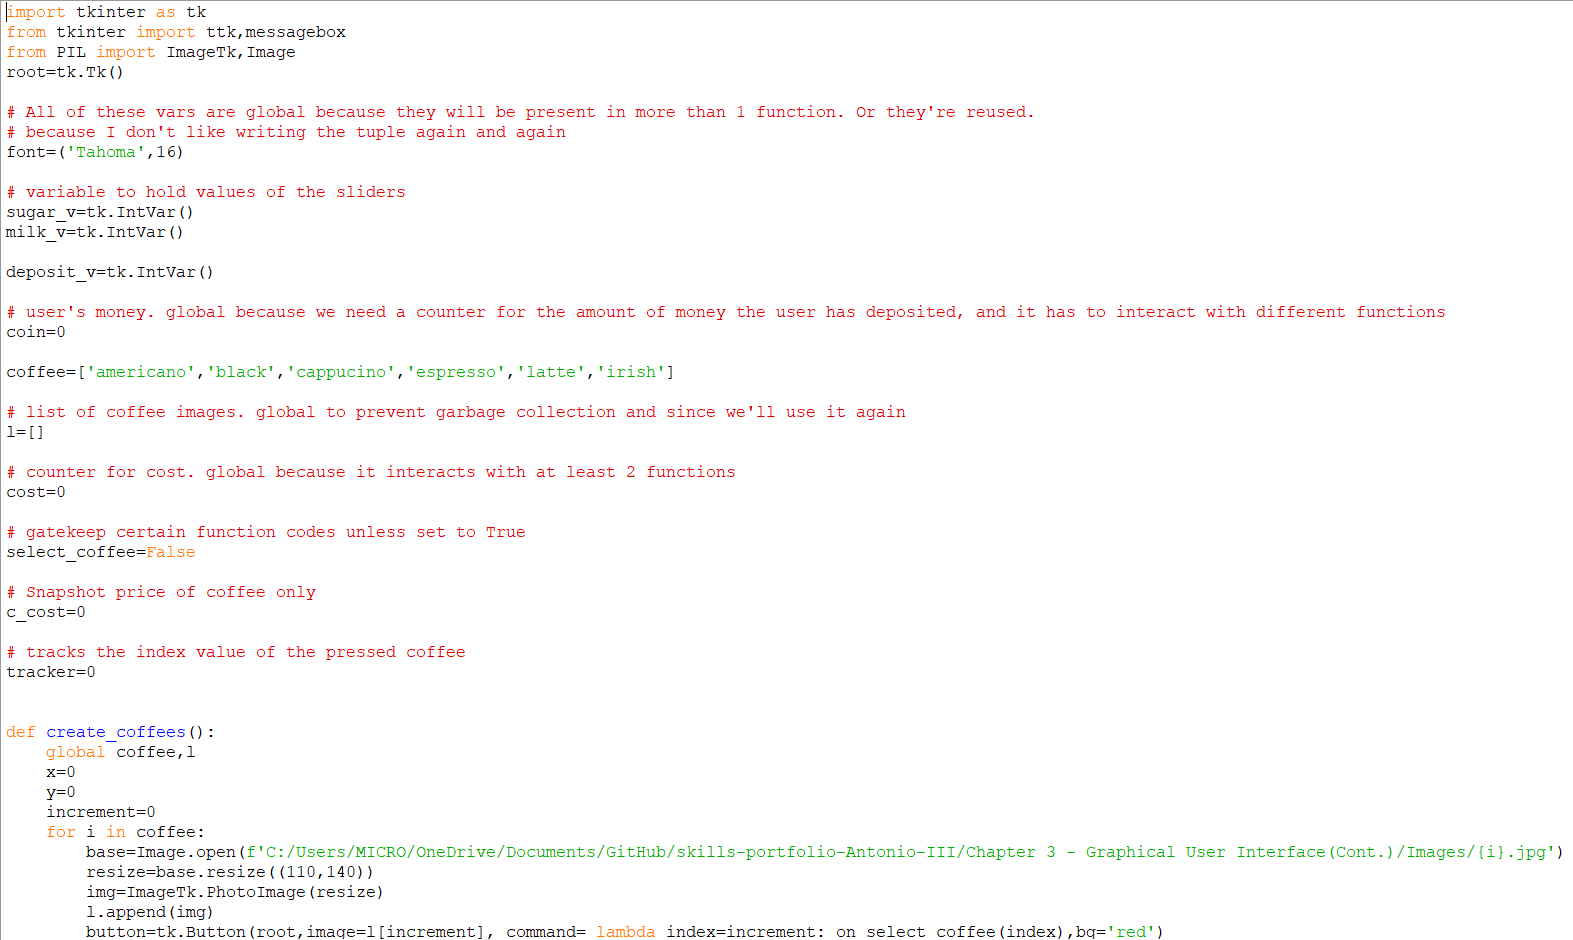 import tkinter as tk
from tkinter import ttk,messagebox
from PIL import ImageTk,Image
root=tk.Tk()

# All of these vars are global because they will be present in more than 1 function. Or they're reused.
# because I don't like writing the tuple again and again
font=('Tahoma',16)

# variable to hold values of the sliders
sugar_v=tk.IntVar()
milk_v=tk.IntVar()

deposit_v=tk.IntVar()

# user's money. global because we need a counter for the amount of money the user has deposited, and it has to interact with different functions
coin=0

coffee=['americano','black','cappucino','espresso','latte','irish']

# list of coffee images. global to prevent garbage collection and since we'll use it again
l=[]

# counter for cost. global because it interacts with at least 2 functions
cost=0

# gatekeep certain function codes unless set to True
select_coffee=False

# Snapshot price of coffee only
c_cost=0

# tracks the index value of the pressed coffee
tracker=0


def create_coffees():
    global coffee,l
    x=0
    y=0
    increment=0
    for i in coffee:
        base=Image.open(f'C:/Users/MICRO/OneDrive/Documents/GitHub/skills-portfolio-Antonio-III/Chapter 3 - Graphical User Interface(Cont.)/Images/{i}.jpg')
        resize=base.resize((110,140))
        img=ImageTk.PhotoImage(resize)
        l.append(img)
        button=tk.Button(root,image=l[increment], command= lambda index=increment: on_select_coffee(index),bg='red')